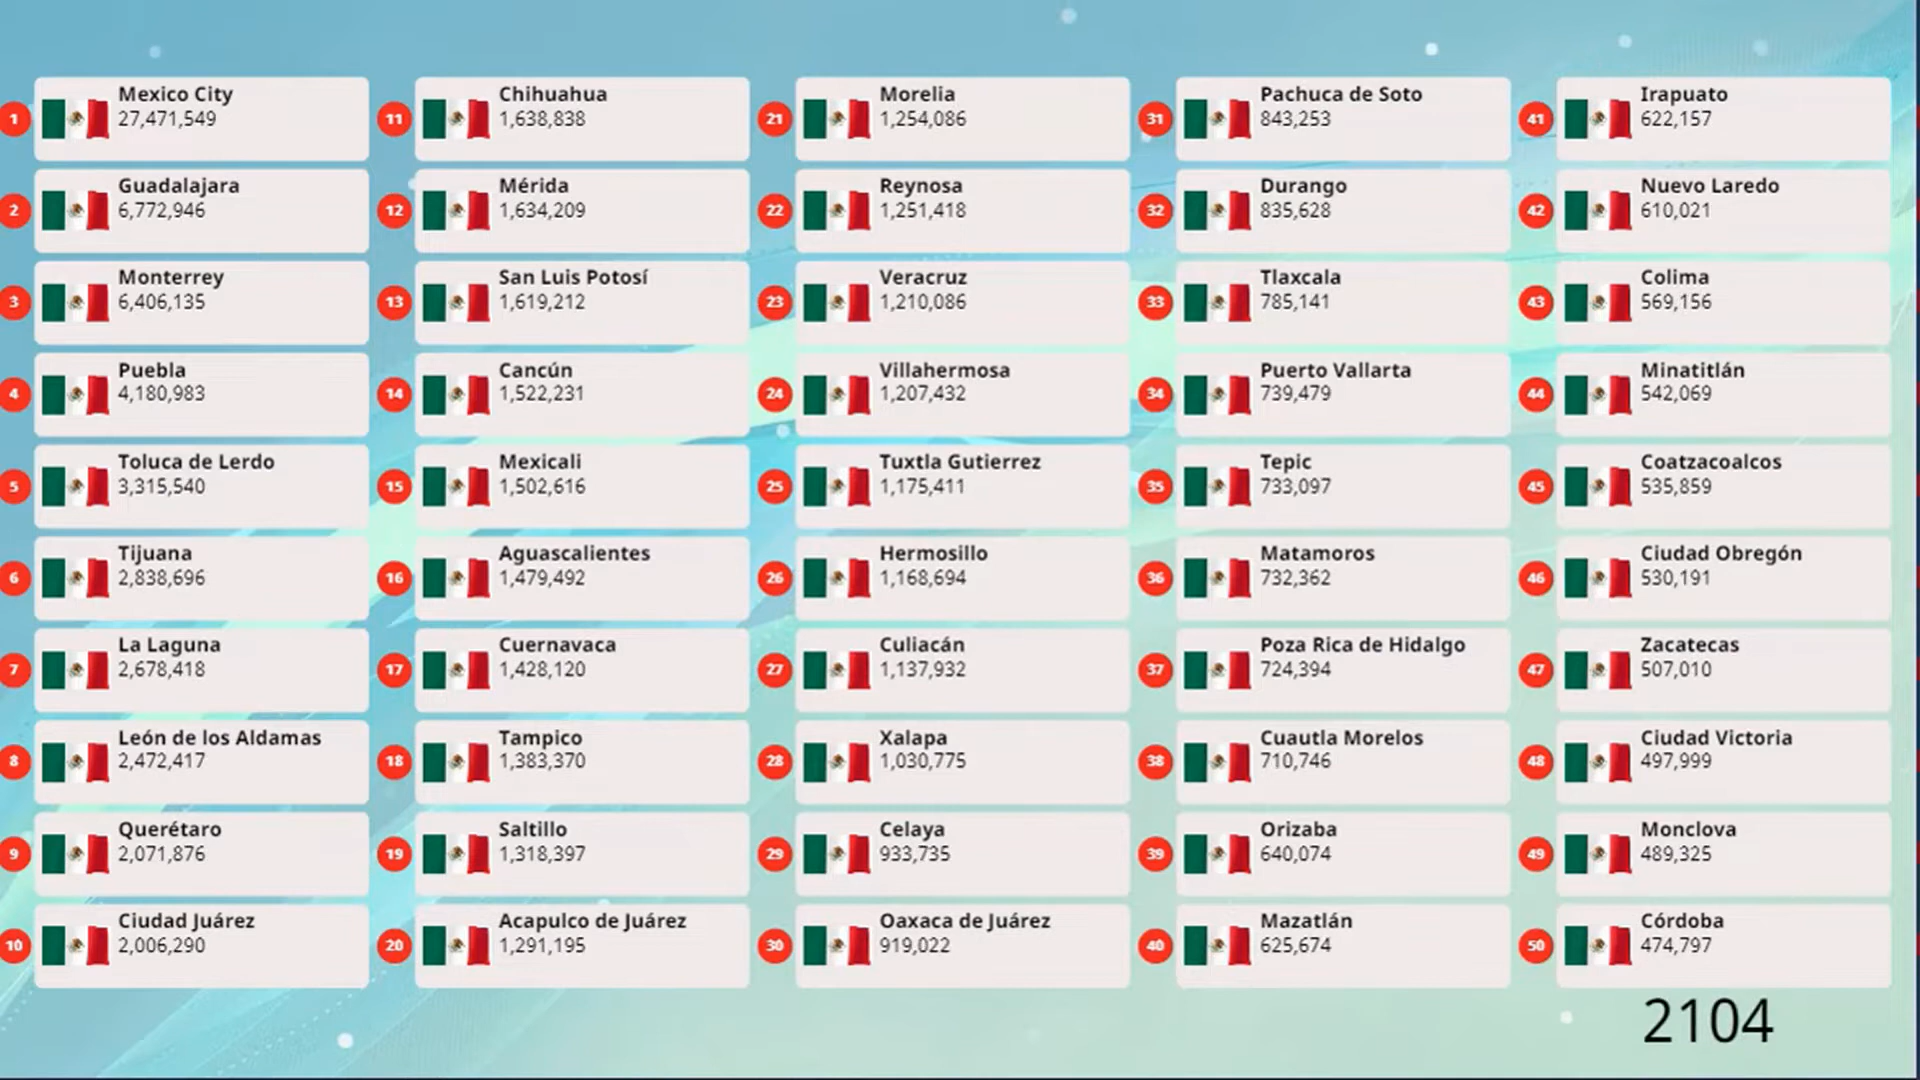 1
Mexico City
27,471,549
2
Guadalajara
6,772,946
3
Monterrey
6,406,135
4
Puebla
4,180,983
5
Toluca de Lerdo
3,315,540
6
Tijuana
2,838,696
7
La Laguna
2,678,418
8
León de los Aldamas
2,472,417
9
Querétaro
2,071,876
10
Ciudad Juárez
2,006,290
11
Chihuahua
1,638,838
12
Mérida
1,634,209
13
San Luis Potosí
1,619,212
14
Cancún
1,522,231
15
Mexicali
1,502,616
16
Aguascalientes
1,479,492
17
Cuernavaca
1,428,120
18
Tampico
1,383,370
19
Saltillo
1,318,397
20
Acapulco de Juárez
1,291,195
21
Morelia
1,254,086
22
Reynosa
1,251,418
23
Veracruz
1,210,086
24
Villahermosa
1,207,432
25
Tuxtla Gutierrez
1,175,411
26
Hermosillo
1,168,694
27
Culiacán
1,137,932
28
Xalapa
1,030,775
29
Celaya
933,735
30
Oaxaca de Juárez
919,022
31
Pachuca de Soto
843,253
32
Durango
835,628
33
Tlaxcala
785,141
34
Puerto Vallarta
739,479
35
Tepic
733,097
36
Matamoros
732,362
37
Poza Rica de Hidalgo
724,394
38
Cuautla Morelos
710,746
39
Orizaba
640,074
40
Mazatlán
625,674
41
Irapuato
622,157
42
Nuevo Laredo
610,021
43
Colima
569,156
44
Minatitlán
542,069
45
Coatzacoalcos
535,859
46
Ciudad Obregón
530,191
47
Zacatecas
507,010
48
Ciudad Victoria
497,999
49
Monclova
489,325
50
Córdoba
474,797
2104